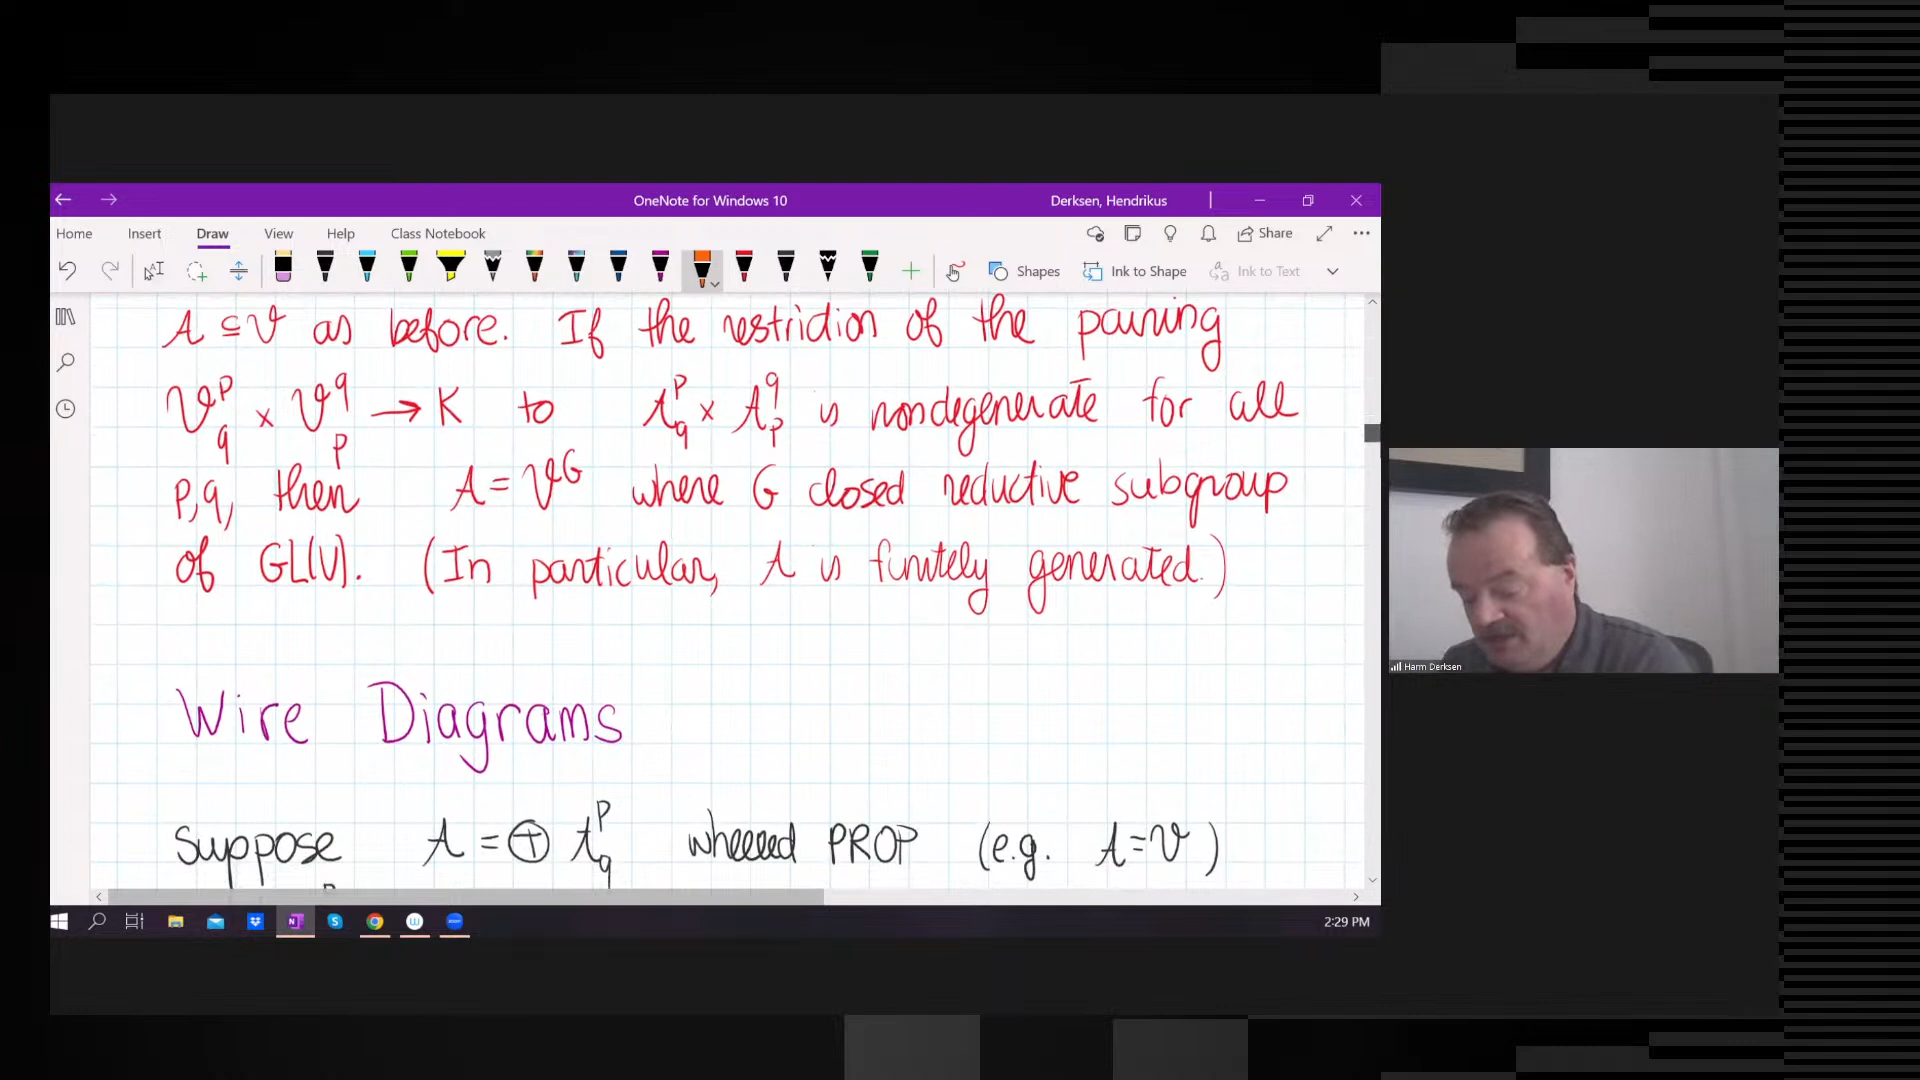 OneNote for Windows 10
Derksen, Hendrikus
Home Insert Draw View Help Class Notebook
Share
Shapes Ink to Shape Ink to Text
A ⊆ V as before. If the restriction of the pairing
V^p_q × V^q_p → K to A^p_q × A^q_p is nondegenerate for all
p,q, then A = V^G where G closed reductive subgroup
of GL(V). (In particular, A is finitely generated.)
Wire Diagrams
Suppose A = ⊕ A^p_q wheeled PROP (e.g. A=V)
Harm Derksen
2:29 PM